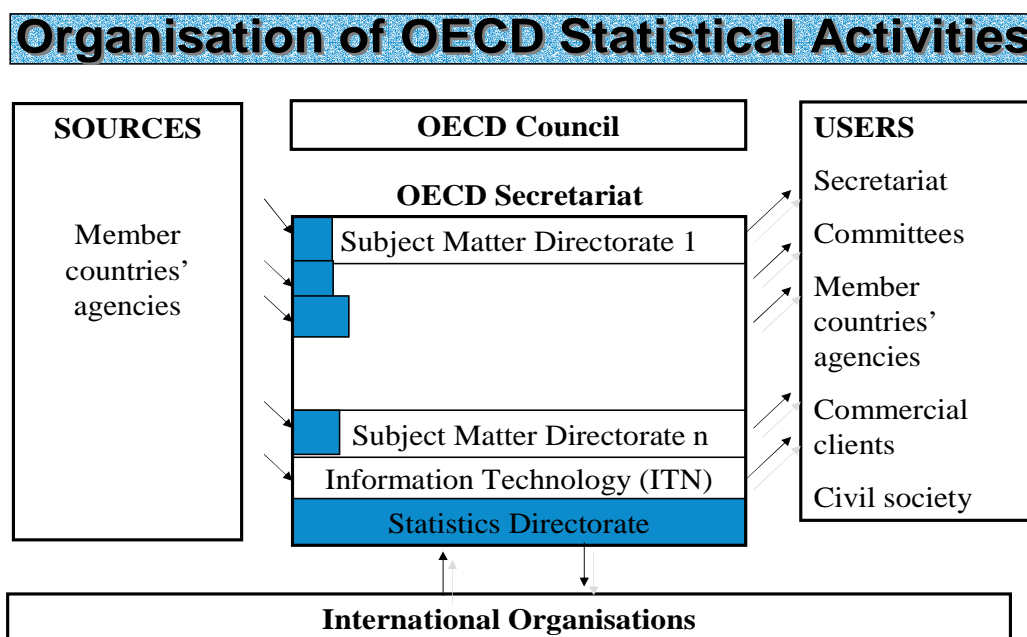 Organisation of OECD Statistical Activities
SOURCES
Member
countries’
agencies
OECD Council
OECD Secretariat
Subject Matter Directorate 1
Subject Matter Directorate n
Information Technology (ITN)
Statistics Directorate
USERS
Secretariat
Committees
Member
countries’
agencies
Commercial
clients
Civil society
International Organisations